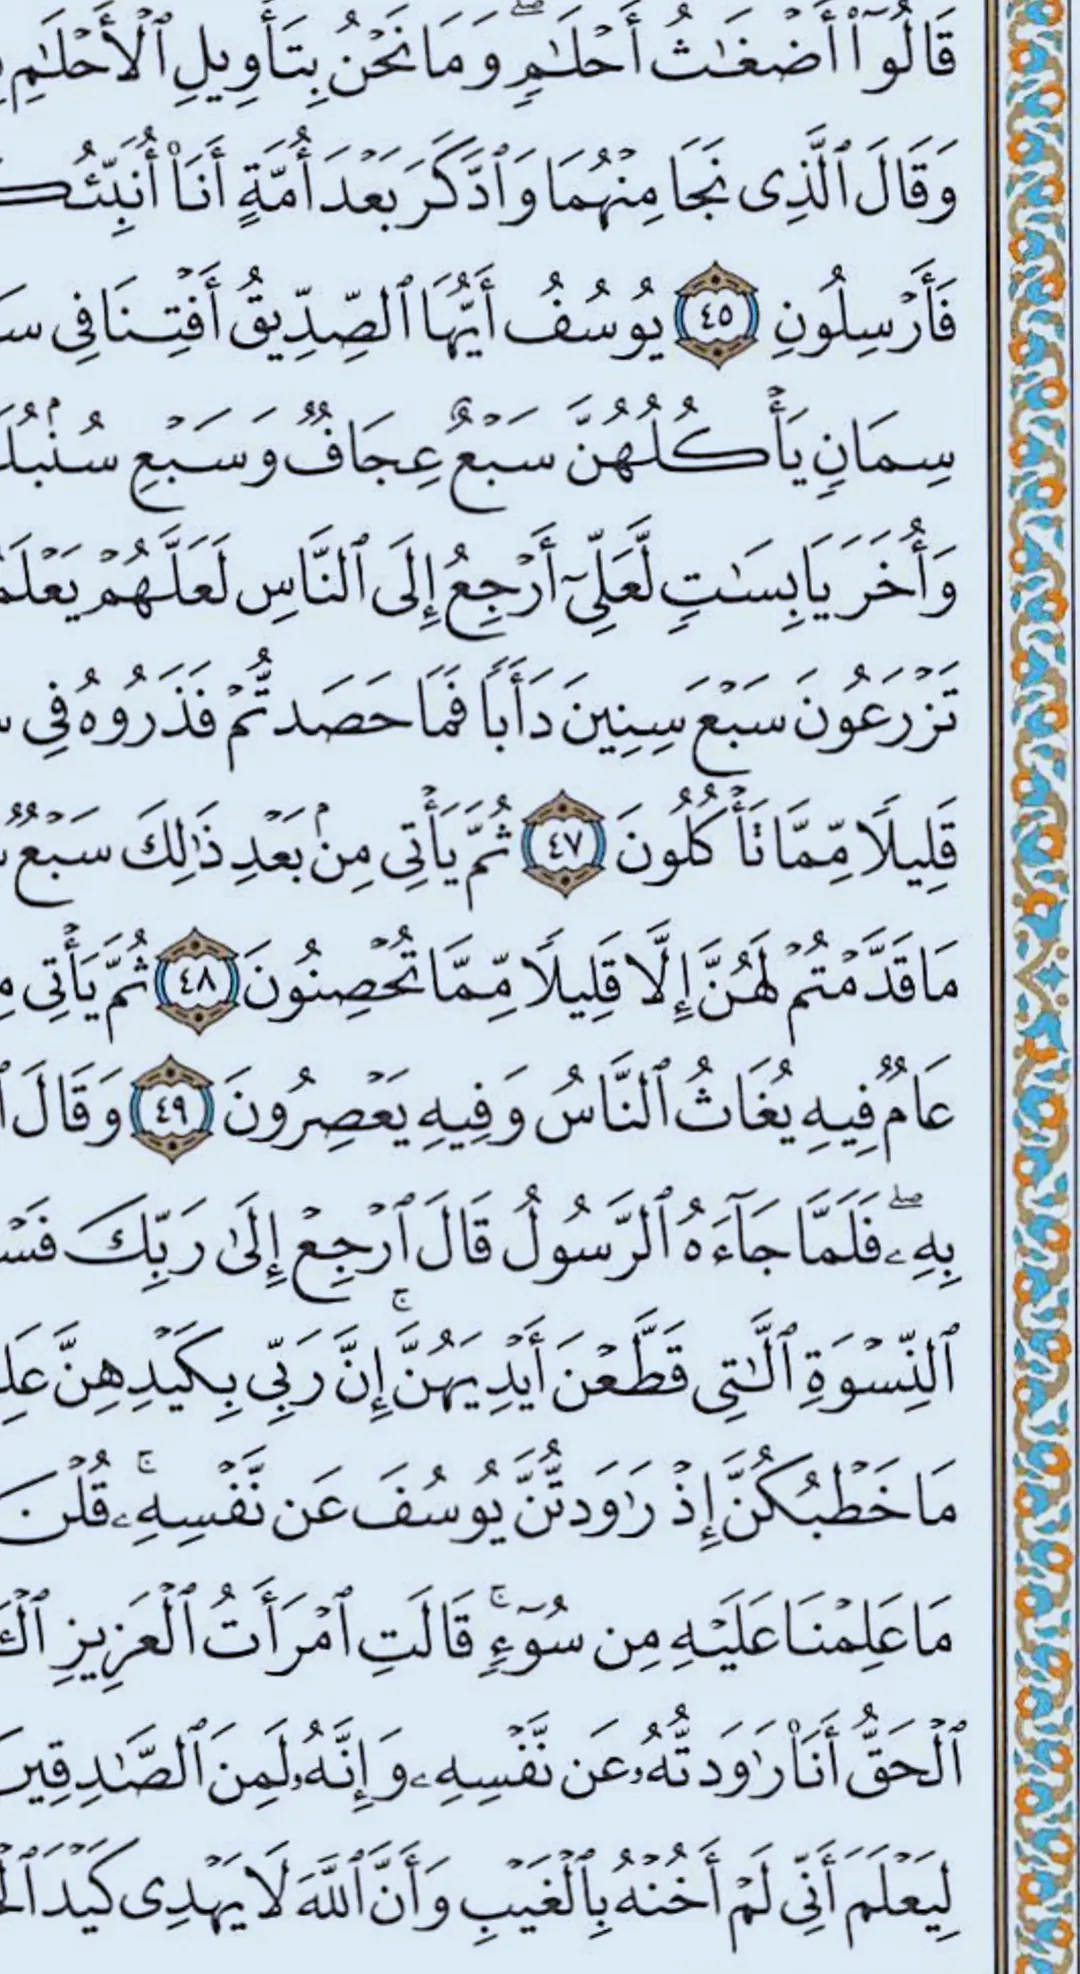 قَالُوٓاْ أَضۡغَٰثُ أَحۡلَٰمٖۖ وَمَا نَحۡنُ بِتَأۡوِيلِ ٱلۡأَحۡلَٰمِ
وَقَالَ ٱلَّذِي نَجَا مِنۡهُمَا وَٱدَّكَرَ بَعۡدَ أُمَّةٍ أَنَا۠ أُنَبِّئُكُ
فَأَرۡسِلُونِ ٤٥ يُوسُفُ أَيُّهَا ٱلصِّدِّيقُ أَفۡتِنَا فِي سَ
سِمَانٖ يَأۡكُلُهُنَّ سَبۡعٌ عِجَافٞ وَسَبۡعِ سُنۢبُلَ
وَأُخَرَ يَابِسَٰتٖ لَّعَلِّيٓ أَرۡجِعُ إِلَى ٱلنَّاسِ لَعَلَّهُمۡ يَعۡلَمُ
تَزۡرَعُونَ سَبۡعَ سِنِينَ دَأَبٗا فَمَا حَصَدتُّمۡ فَذَرُوهُ فِي س
قَلِيلٗا مِّمَّا تَأۡكُلُونَ ٤٧ ثُمَّ يَأۡتِي مِنۢ بَعۡدِ ذَٰلِكَ سَبۡعٞ
مَا قَدَّمۡتُمۡ لَهُنَّ إِلَّا قَلِيلٗا مِّمَّا تُحۡصِنُونَ ٤٨ ثُمَّ يَأۡتِي مِ
عَامٞ فِيهِ يُغَاثُ ٱلنَّاسُ وَفِيهِ يَعۡصِرُونَ ٤٩ وَقَالَ ٱ
بِهِۦۖ فَلَمَّا جَآءَهُ ٱلرَّسُولُ قَالَ ٱرۡجِعۡ إِلَىٰ رَبِّكَ فَسۡ
ٱلنِّسۡوَةِ ٱلَّٰتِي قَطَّعۡنَ أَيۡدِيَهُنَّۚ إِنَّ رَبِّي بِكَيۡدِهِنَّ عَلِ
مَا خَطۡبُكُنَّ إِذۡ رَٰوَدتُّنَّ يُوسُفَ عَن نَّفۡسِهِۦۚ قُلۡنَ
مَا عَلِمۡنَا عَلَيۡهِ مِن سُوٓءٖۚ قَالَتِ ٱمۡرَأَتُ ٱلۡعَزِيزِ ٱلۡـَٔ
ٱلۡحَقُّ أَنَا۠ رَٰوَدتُّهُۥ عَن نَّفۡسِهِۦ وَإِنَّهُۥ لَمِنَ ٱلصَّٰدِقِينَ
لِيَعۡلَمَ أَنِّي لَمۡ أَخُنۡهُ بِٱلۡغَيۡبِ وَأَنَّ ٱللَّهَ لَا يَهۡدِي كَيۡدَ ٱلۡخَ